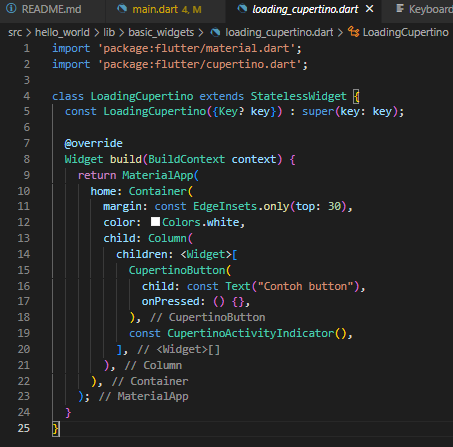 README.md main.dart 4, M loading_cupertino.dart Keyboard
src > hello_world > lib > basic_widgets > loading_cupertino.dart > LoadingCupertino
1 import 'package:flutter/material.dart';
2 import 'package:flutter/cupertino.dart';
3
4 class LoadingCupertino extends StatelessWidget {
5 const LoadingCupertino({Key? key}) : super(key: key);
6
7 @override
8 Widget build(BuildContext context) {
9 return MaterialApp(
10 home: Container(
11 margin: const EdgeInsets.only(top: 30),
12 color: Colors.white,
13 child: Column(
14 children: <Widget>[
15 CupertinoButton(
16 child: const Text("Contoh button"),
17 onPressed: () {},
18 ), // CupertinoButton
19 const CupertinoActivityIndicator(),
20 ], // <Widget>[]
21 ), // Column
22 ), // Container
23 ); // MaterialApp
24 }
25 }